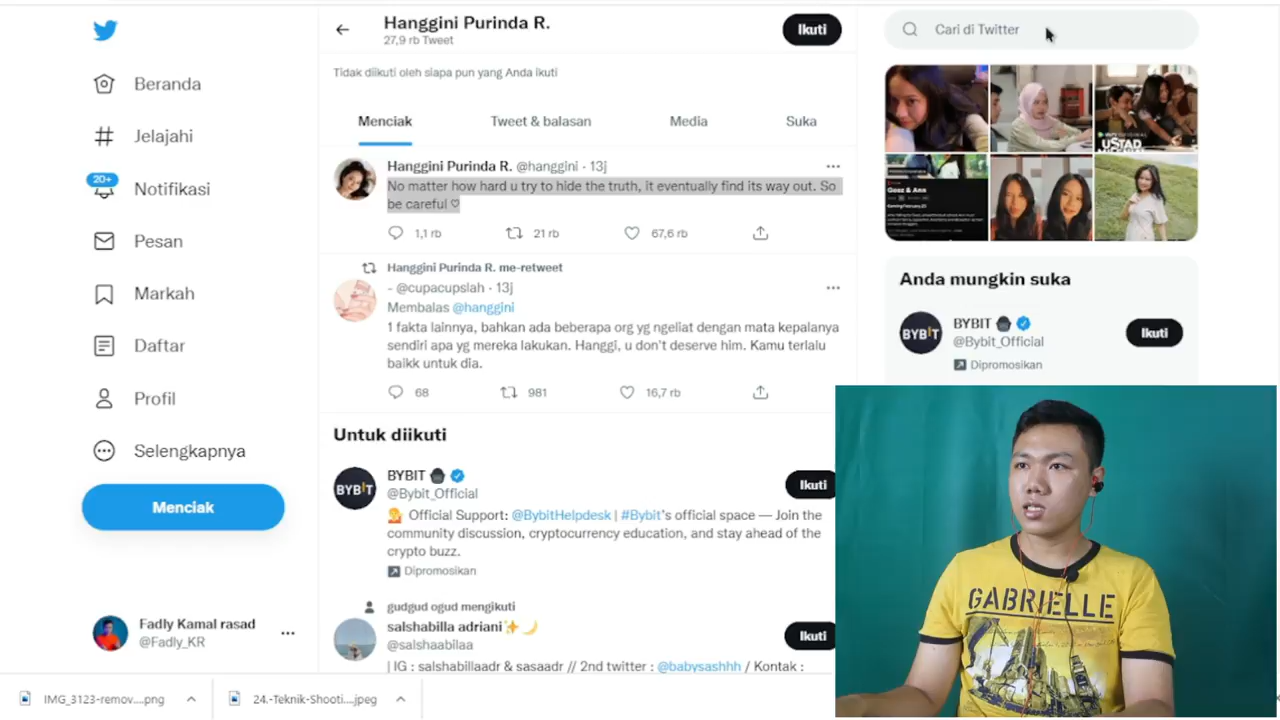 Hanggini Purinda R.
27,9 rb Tweet
Ikuti
Cari di Twitter
Beranda
Jelajahi
20+
Notifikasi
Pesan
Markah
Daftar
Profil
Selengkapnya
Menciak
Fadly Kamal rasad
@Fadly_KR
Tidak diikuti oleh siapa pun yang Anda ikuti
Menciak
Tweet & balasan
Media
Suka
Hanggini Purinda R. @hanggini · 13j
No matter how hard u try to hide the truth, it eventually find its way out. So
be careful ♡
1,1 rb
21 rb
67,6 rb
Hanggini Purinda R. me-retweet
- @cupacupslah · 13j
Membalas @hanggini
1 fakta lainnya, bahkan ada beberapa org yg ngeliat dengan mata kepalanya
sendiri apa yg mereka lakukan. Hanggi, u don't deserve him. Kamu terlalu
baikk untuk dia.
68
981
16,7 rb
Untuk diikuti
BYBIT
@Bybit_Official
Ikuti
BYBIT
💁 Official Support: @BybitHelpdesk | #Bybit's official space — Join the
community discussion, cryptocurrency education, and stay ahead of the
crypto buzz.
Dipromosikan
gudgud ogud mengikuti
salshabilla adriani✨🌙
@salshaabilaa
Ikuti
| IG : salshabillaadr & sasaadr // 2nd twitter : @babysashhh / Kontak :
Goez & Ann
Anda mungkin suka
BYBIT
BYBIT
@Bybit_Official
Dipromosikan
Ikuti
GABRIELLE
IMG_3123-remov....png
24.-Teknik-Shooti....jpeg